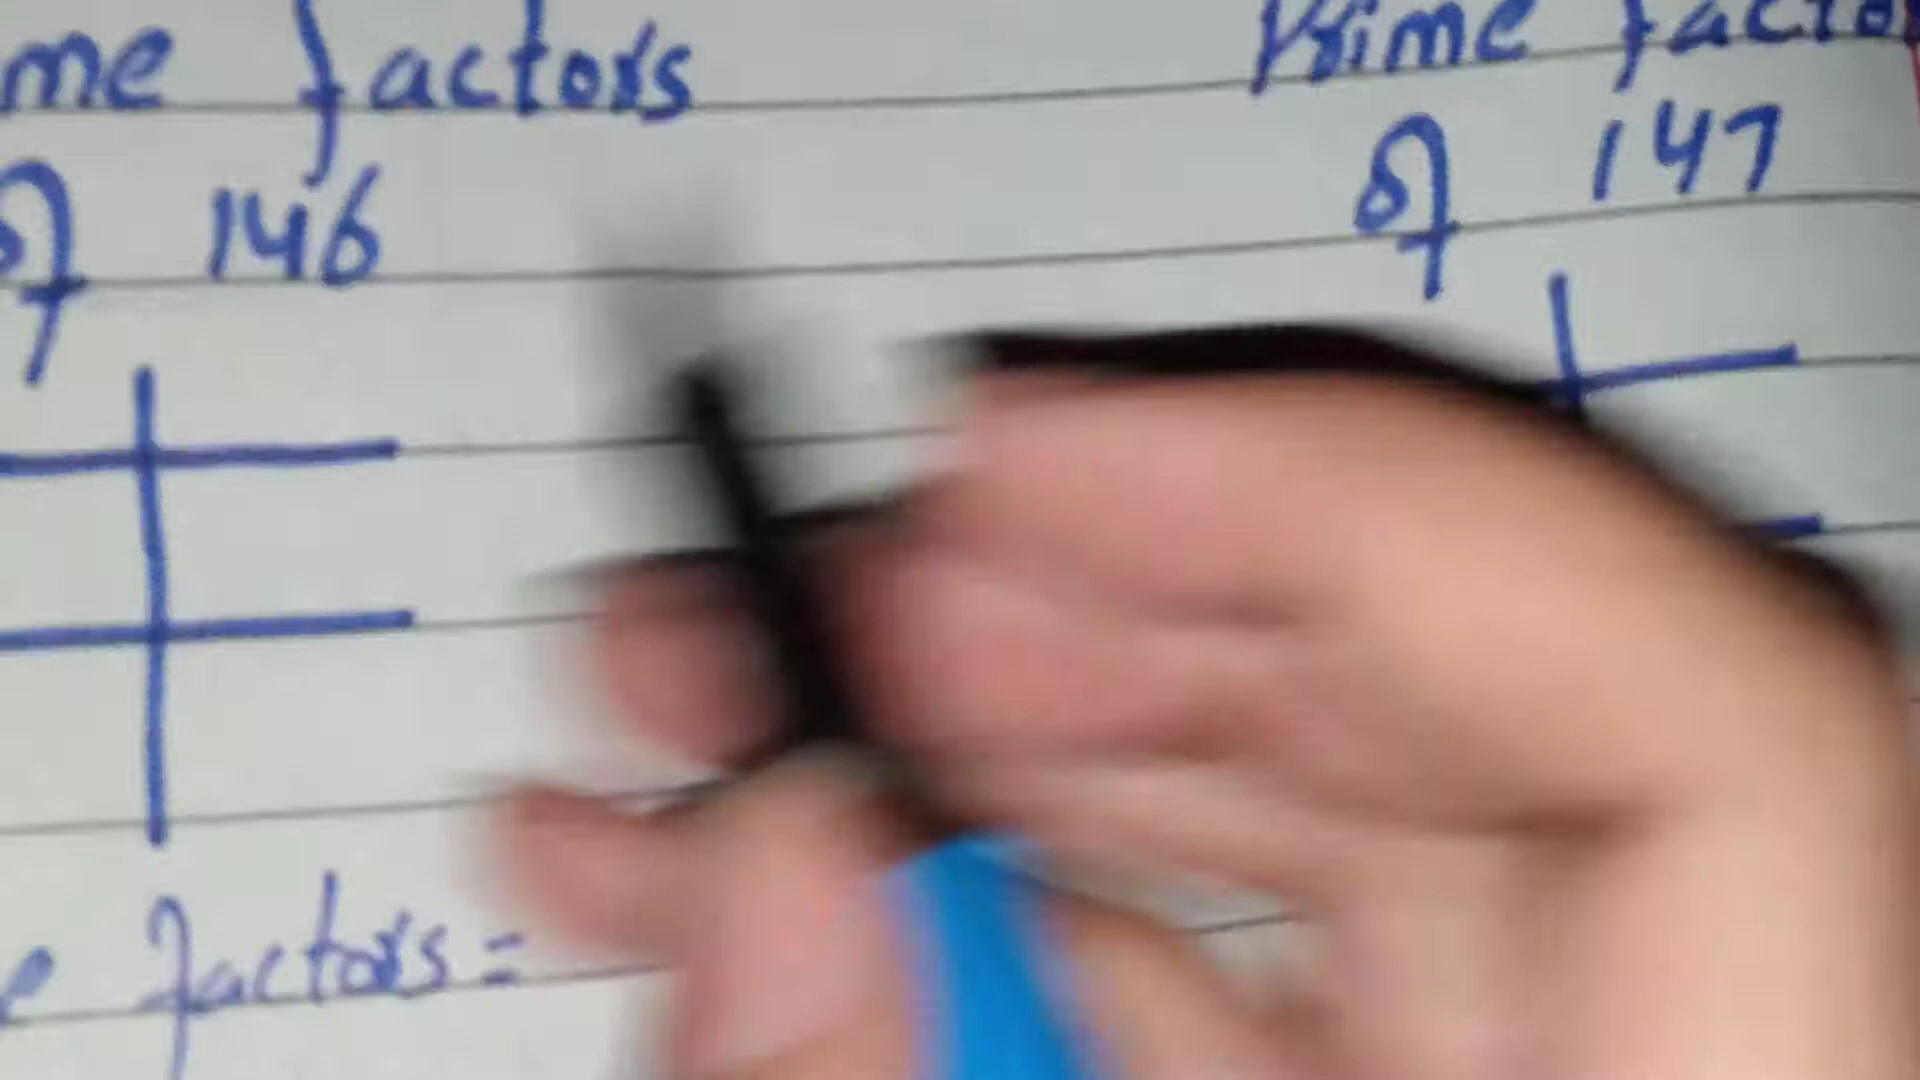 me factors
of 146
Prime facto
of 147
e factors=